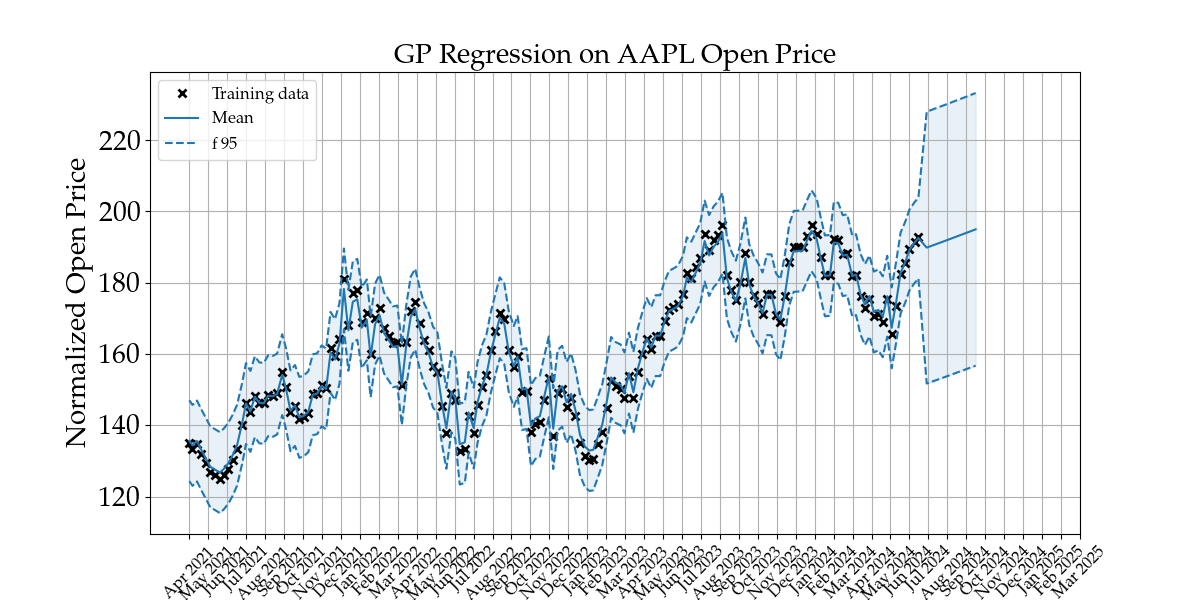 GP Regression on AAPL Open Price
Training data
Mean
f 95
Normalized Open Price
220
200
180
160
140
120
Apr 2021
May 2021
Jun 2021
Jul 2021
Aug 2021
Sep 2021
Oct 2021
Nov 2021
Dec 2021
Jan 2022
Feb 2022
Mar 2022
Apr 2022
May 2022
Jun 2022
Jul 2022
Aug 2022
Sep 2022
Oct 2022
Nov 2022
Dec 2022
Jan 2023
Feb 2023
Mar 2023
Apr 2023
May 2023
Jun 2023
Jul 2023
Aug 2023
Sep 2023
Oct 2023
Nov 2023
Dec 2023
Jan 2024
Feb 2024
Mar 2024
Apr 2024
May 2024
Jun 2024
Jul 2024
Aug 2024
Sep 2024
Oct 2024
Nov 2024
Dec 2024
Jan 2025
Feb 2025
Mar 2025